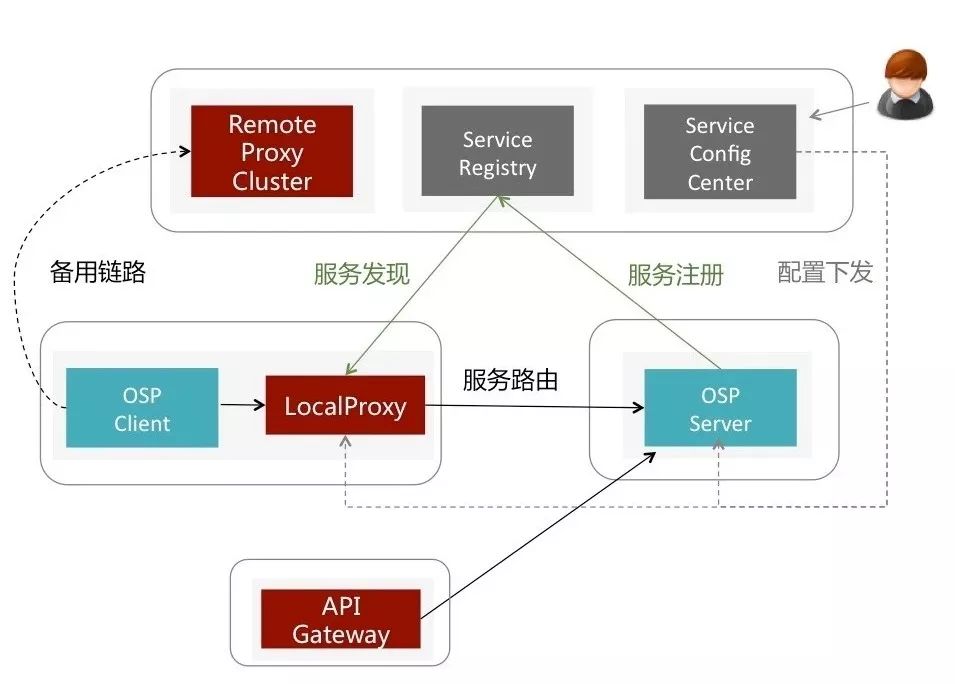 Remote
Proxy
Cluster
Service
Registry
Service
Config
Center
备用链路
服务发现
服务注册
配置下发
OSP
Client
LocalProxy
服务路由
OSP
Server
API
Gateway